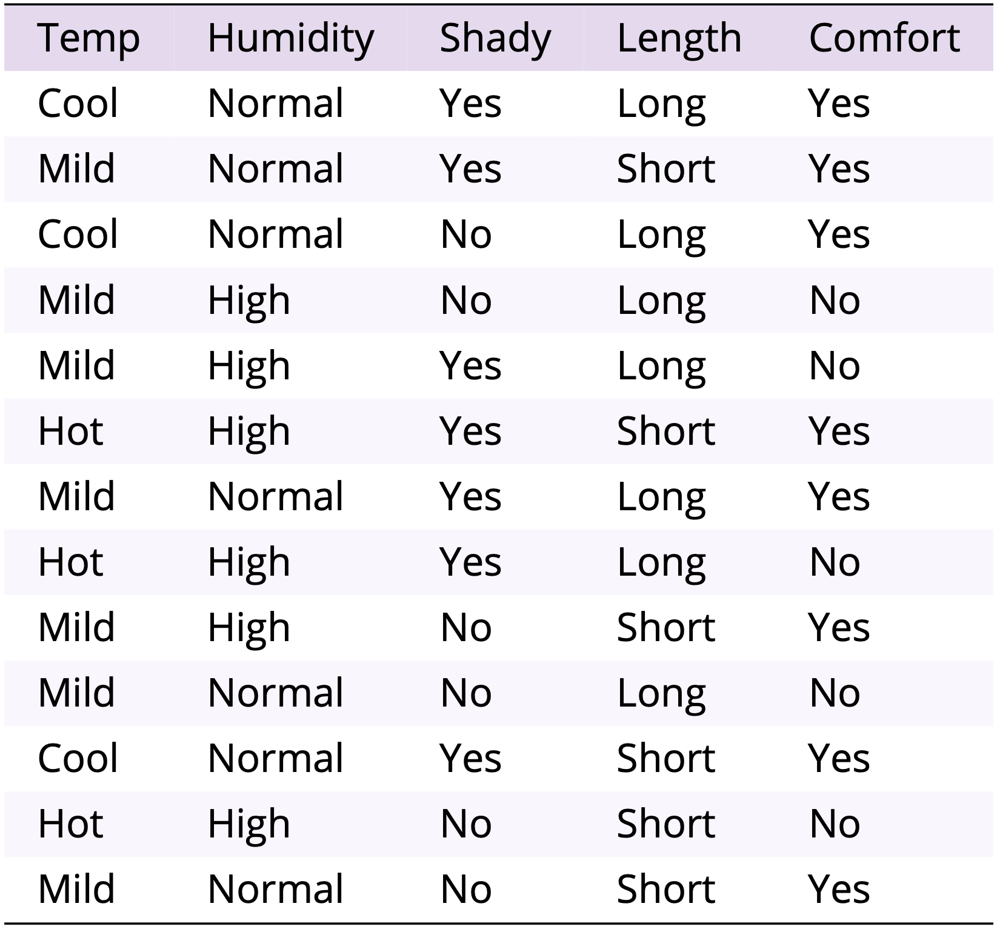 Temp Humidity Shady Length Comfort
Cool Normal Yes Long Yes
Mild Normal Yes Short Yes
Cool Normal No Long Yes
Mild High No Long No
Mild High Yes Long No
Hot High Yes Short Yes
Mild Normal Yes Long Yes
Hot High Yes Long No
Mild High No Short Yes
Mild Normal No Long No
Cool Normal Yes Short Yes
Hot High No Short No
Mild Normal No Short Yes